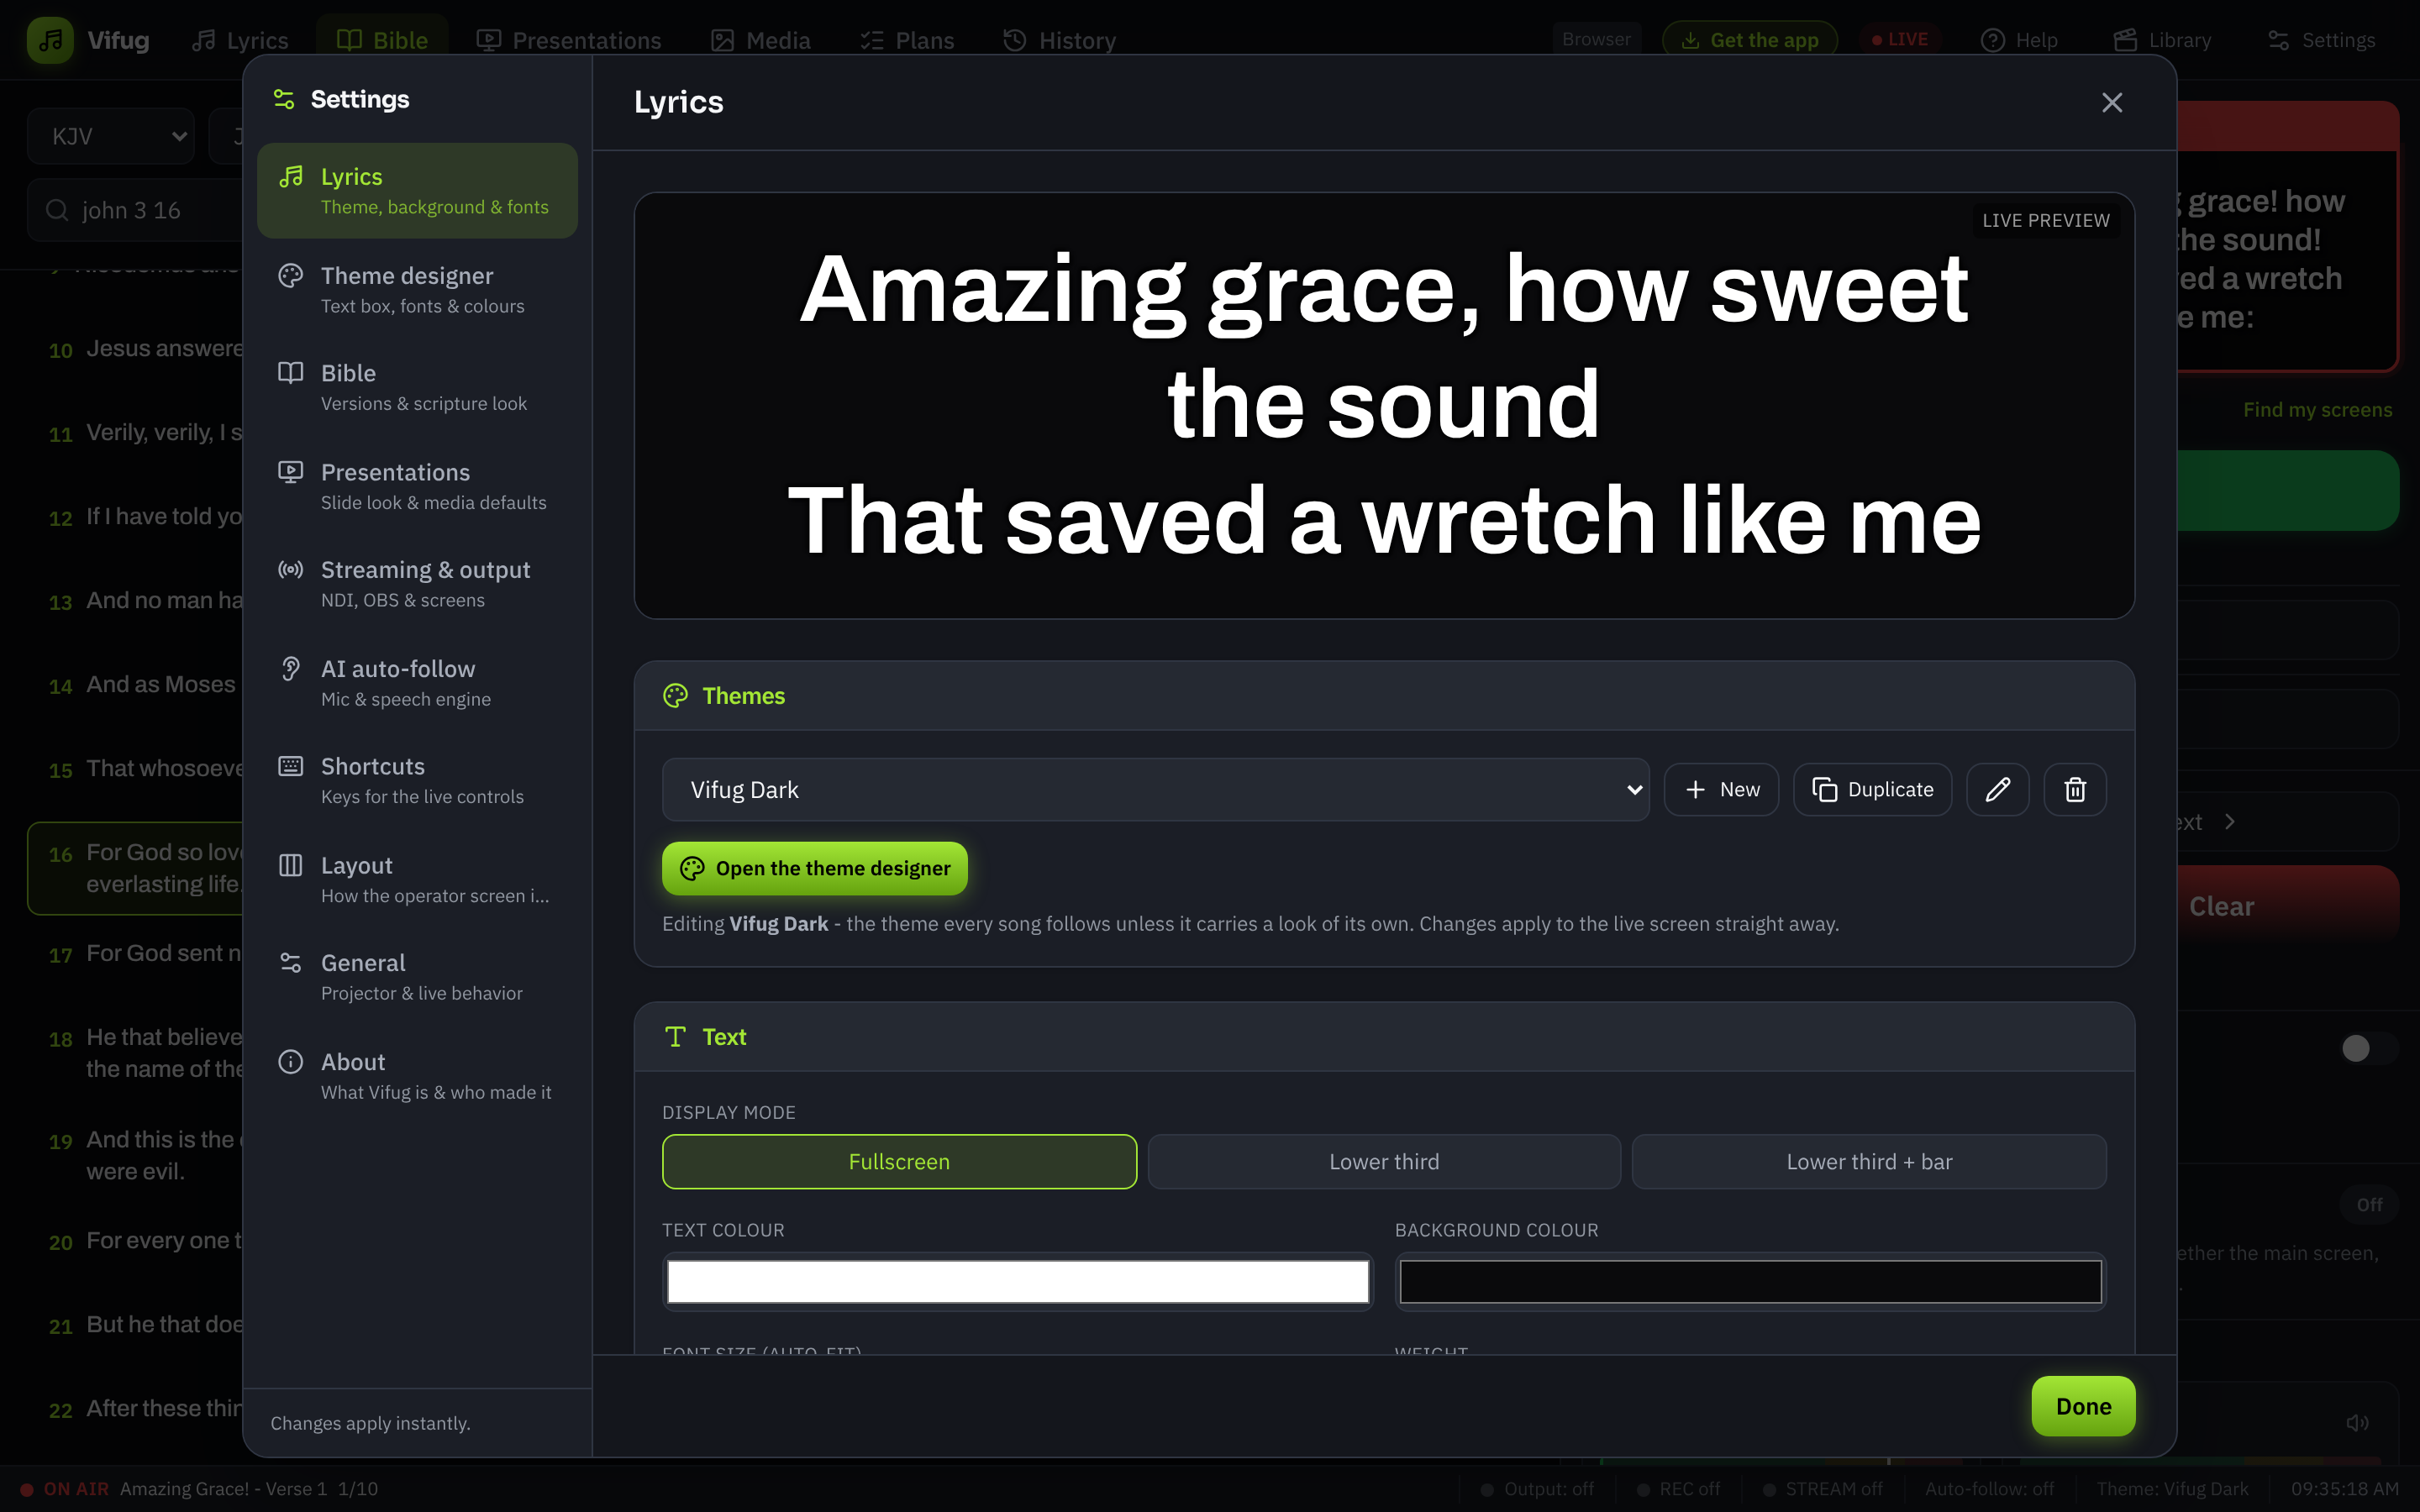 Vifug
Lyrics
Bible
Presentations
Media
Plans
History
Browser
Get the app
LIVE
Help
Library
Settings
KJV
john 3 16
10 Jesus answere
11 Verily, verily, I s
12 If I have told yo
13 And no man ha
14 And as Moses
15 That whosoeve
16 For God so lov
everlasting life.
17 For God sent n
18 He that believe
the name of the
19 And this is the
were evil.
20 For every one t
21 But he that doe
22 After these thin
Settings
Lyrics
Theme, background & fonts
Theme designer
Text box, fonts & colours
Bible
Versions & scripture look
Presentations
Slide look & media defaults
Streaming & output
NDI, OBS & screens
AI auto-follow
Mic & speech engine
Shortcuts
Keys for the live controls
Layout
How the operator screen i...
General
Projector & live behavior
About
What Vifug is & who made it
Changes apply instantly.
Lyrics
LIVE PREVIEW
Amazing grace, how sweet
the sound
That saved a wretch like me
Themes
Vifug Dark
New
Duplicate
Open the theme designer
Editing Vifug Dark - the theme every song follows unless it carries a look of its own. Changes apply to the live screen straight away.
Text
DISPLAY MODE
Fullscreen
Lower third
Lower third + bar
TEXT COLOUR
BACKGROUND COLOUR
FONT SIZE (AUTO-FIT)
WEIGHT
Done
grace! how
the sound!
ed a wretch
e me:
Find my screens
ext
Clear
Off
ether the main screen,
ON AIR Amazing Grace! - Verse 1 1/10
Output: off
REC off
STREAM off
Auto-follow: off
Theme: Vifug Dark
09:35:18 AM